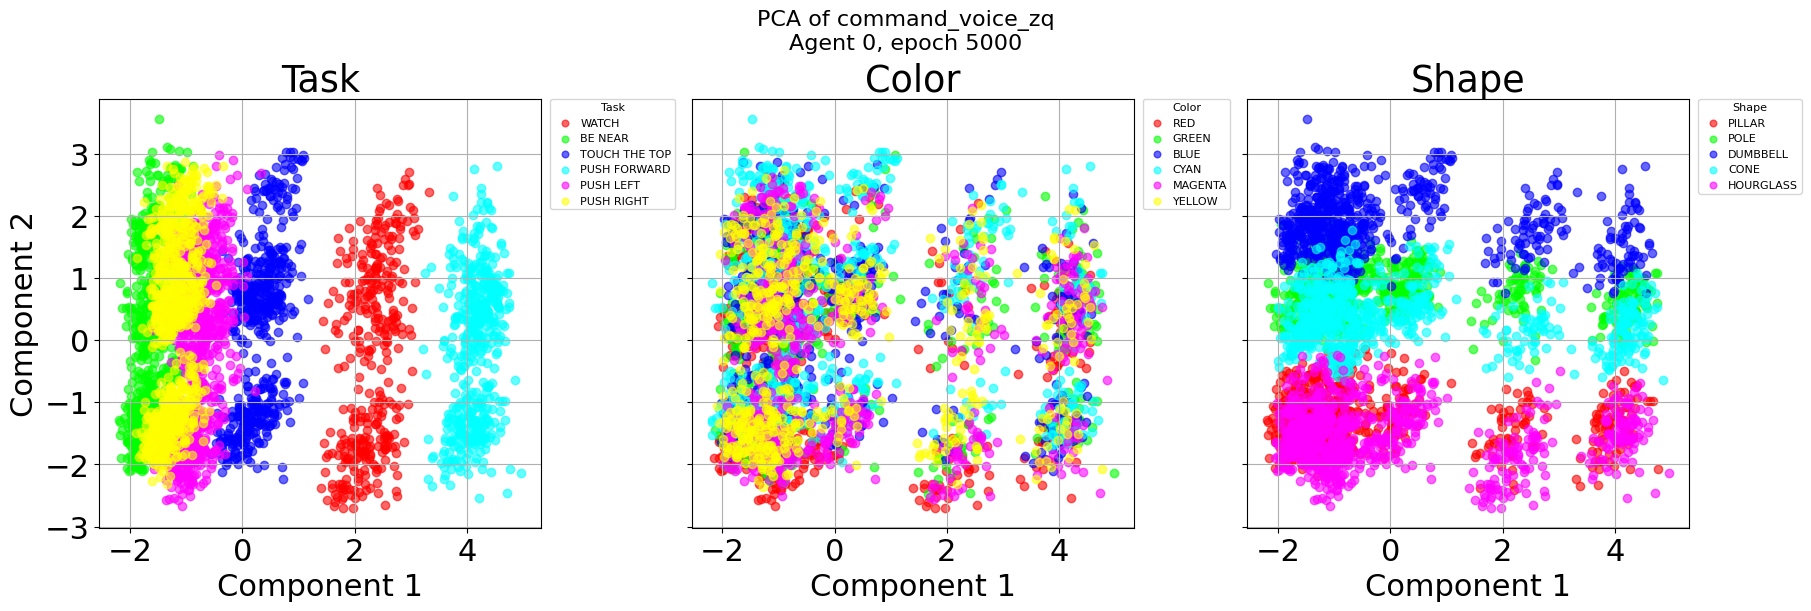 PCA of command_voice_zq
Agent 0, epoch 5000
Task
Color
Shape
Component 2
3
2
1
0
−1
−2
−3
−2 0 2 4
Component 1
Task
WATCH
BE NEAR
TOUCH THE TOP
PUSH FORWARD
PUSH LEFT
PUSH RIGHT
−2 0 2 4
Component 1
Color
RED
GREEN
BLUE
CYAN
MAGENTA
YELLOW
−2 0 2 4
Component 1
Shape
PILLAR
POLE
DUMBBELL
CONE
HOURGLASS